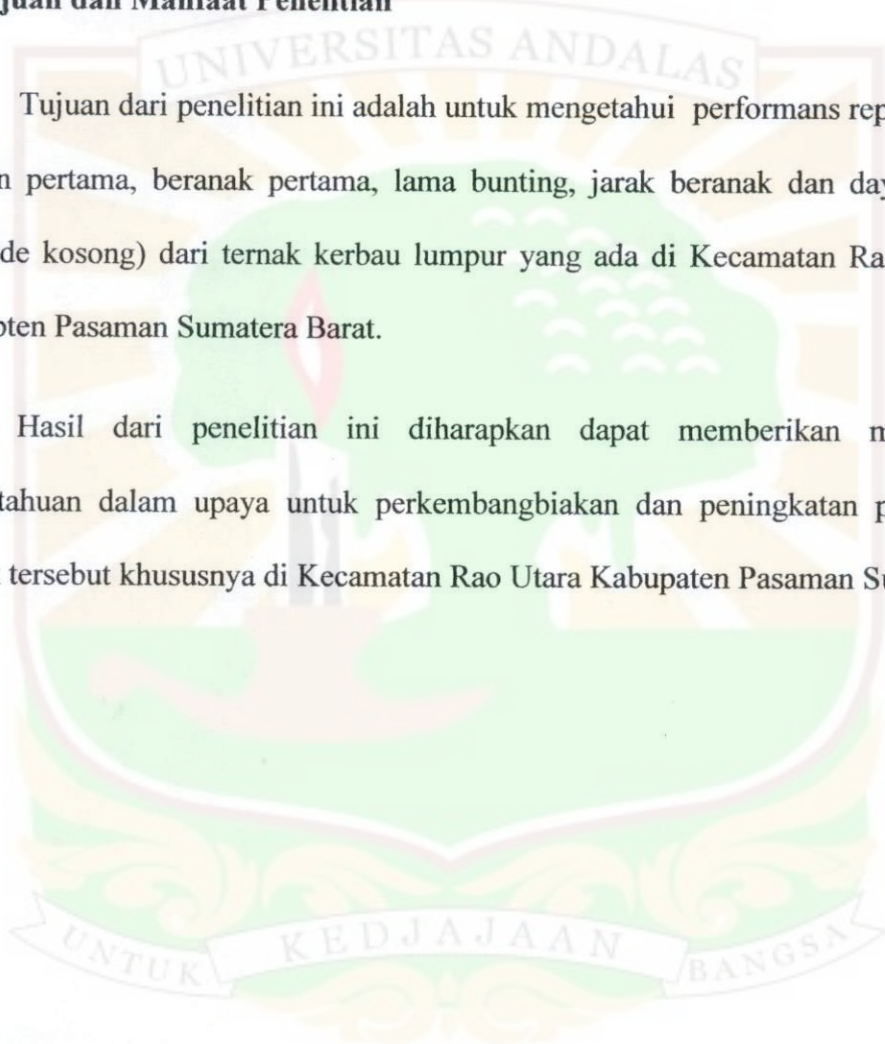 juan dan Manfaat Penelitian
UNIVERSITAS ANDALAS
Tujuan dari penelitian ini adalah untuk mengetahui performans rep
n pertama, beranak pertama, lama bunting, jarak beranak dan day
de kosong) dari ternak kerbau lumpur yang ada di Kecamatan Ra
ten Pasaman Sumatera Barat.
Hasil dari penelitian ini diharapkan dapat memberikan m
tahuan dalam upaya untuk perkembangbiakan dan peningkatan p
tersebut khususnya di Kecamatan Rao Utara Kabupaten Pasaman Su
UNTUK KEDJAJAAN BANGSA